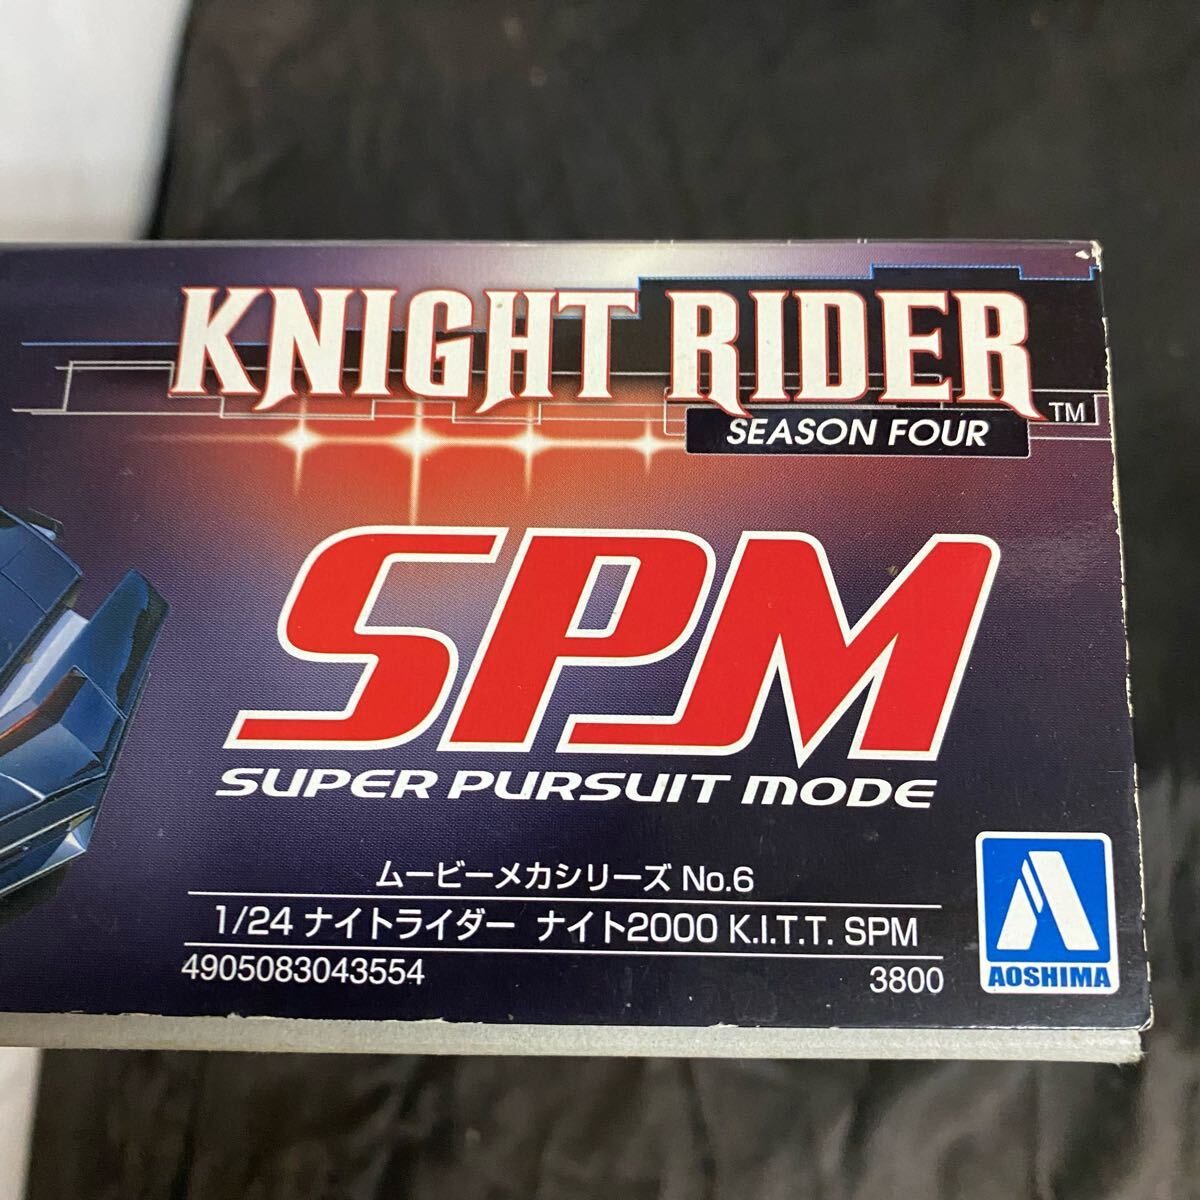 KNIGHT RIDER TM
SEASON FOUR
SPM
SUPER PURSUIT MODE
ムービーメカシリーズ No.6
1/24 ナイトライダー ナイト2000 K.I.T.T. SPM
4905083043554 3800
AOSHIMA